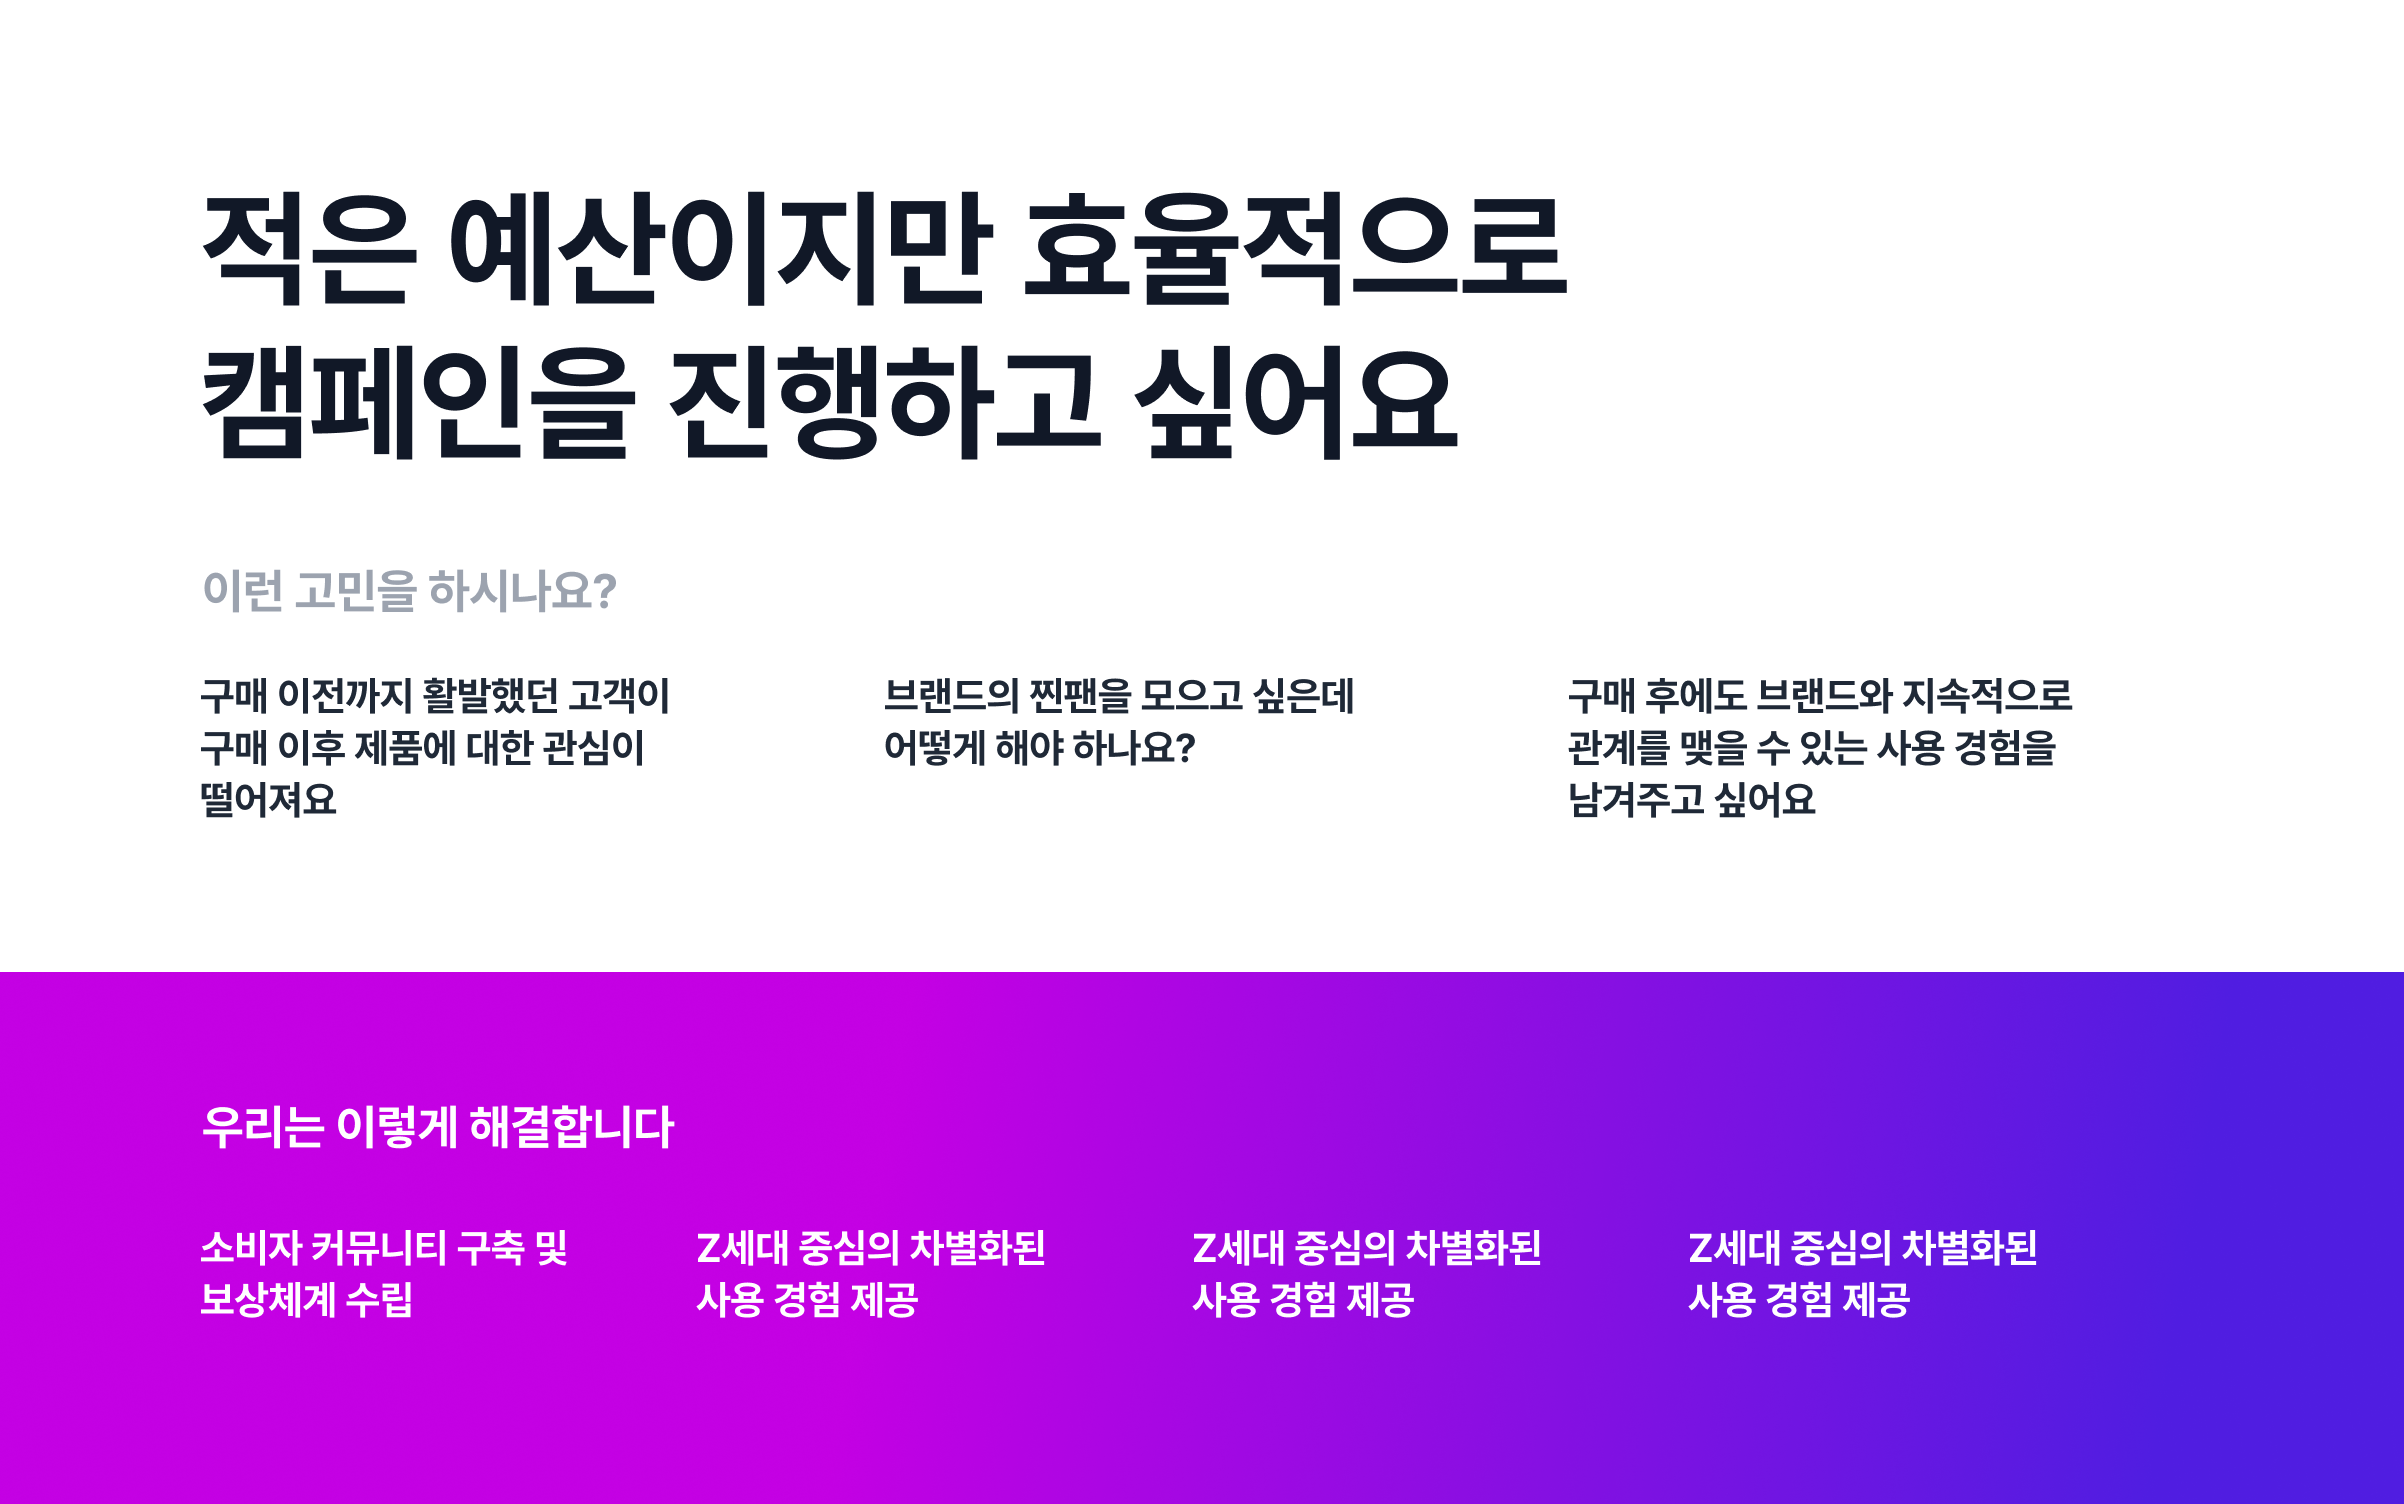 적은 예산이지만 효율적으로
캠페인을 진행하고 싶어요
이런 고민을 하시나요?
구매 이전까지 활발했던 고객이
구매 이흐 제품에 대한 관심이
떨어져요
브랜드의 찐팬을 모으고 싶은데
어떻게 해야 하나요?
구매 후에도 브랜드와 지속적으로
관계를 맺을 수 있는 사용 경험을
남겨주고 싶어요
우리는 이렇게 해결합니다
소비자 커뮤니티 구축 및
보상체계 수립
Z세대 중심의 차별화된
사용 경험 제공
Z세대 중심의 차별화된
사용 경험 제공
Z세대 중심의 차별화된
사용 경험 제공